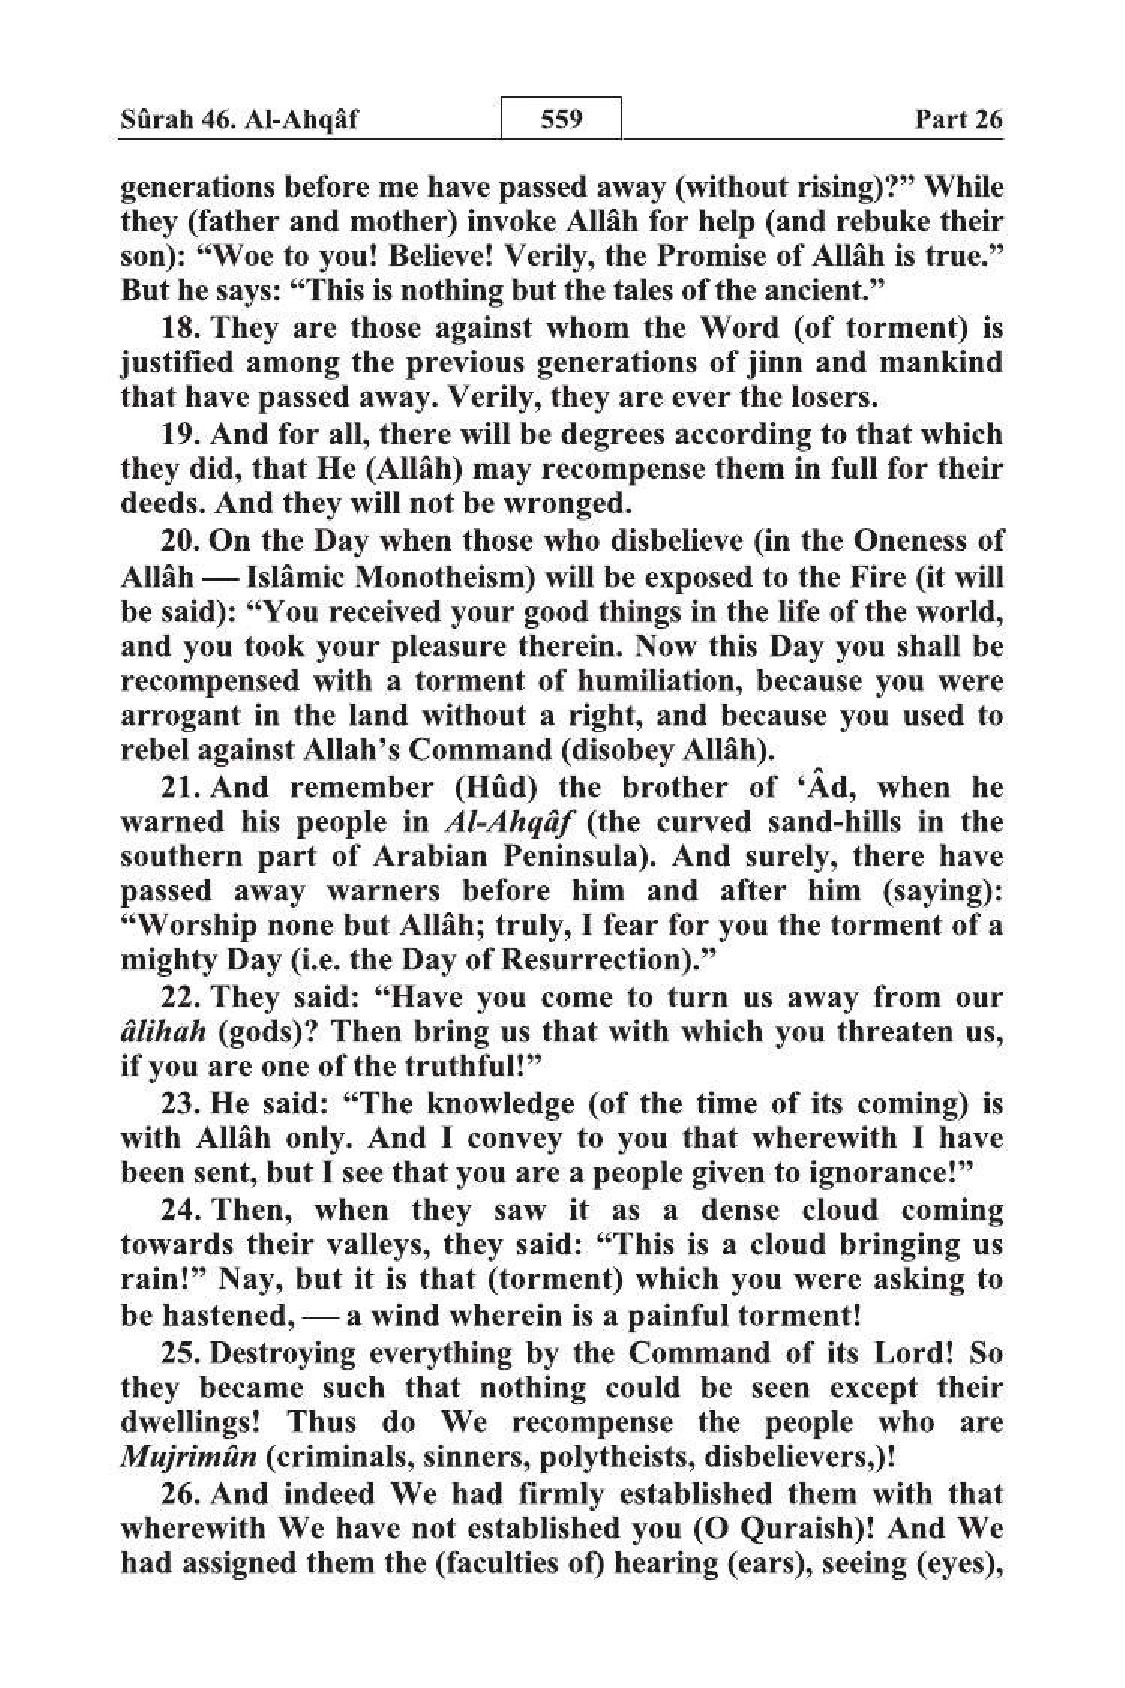 Sûrah 46. Al-Ahqâf 559 Part 26
generations before me have passed away (without rising)?” While
they (father and mother) invoke Allâh for help (and rebuke their
son): “Woe to you! Believe! Verily, the Promise of Allâh is true.”
But he says: “This is nothing but the tales of the ancient.”
18. They are those against whom the Word (of torment) is
justified among the previous generations of jinn and mankind
that have passed away. Verily, they are ever the losers.
19. And for all, there will be degrees according to that which
they did, that He (Allâh) may recompense them in full for their
deeds. And they will not be wronged.
20. On the Day when those who disbelieve (in the Oneness of
Allâh — Islâmic Monotheism) will be exposed to the Fire (it will
be said): “You received your good things in the life of the world,
and you took your pleasure therein. Now this Day you shall be
recompensed with a torment of humiliation, because you were
arrogant in the land without a right, and because you used to
rebel against Allah’s Command (disobey Allâh).
21. And remember (Hûd) the brother of ‘Âd, when he
warned his people in Al-Ahqâf (the curved sand-hills in the
southern part of Arabian Peninsula). And surely, there have
passed away warners before him and after him (saying):
“Worship none but Allâh; truly, I fear for you the torment of a
mighty Day (i.e. the Day of Resurrection).”
22. They said: “Have you come to turn us away from our
âlihah (gods)? Then bring us that with which you threaten us,
if you are one of the truthful!”
23. He said: “The knowledge (of the time of its coming) is
with Allâh only. And I convey to you that wherewith I have
been sent, but I see that you are a people given to ignorance!”
24. Then, when they saw it as a dense cloud coming
towards their valleys, they said: “This is a cloud bringing us
rain!” Nay, but it is that (torment) which you were asking to
be hastened, — a wind wherein is a painful torment!
25. Destroying everything by the Command of its Lord! So
they became such that nothing could be seen except their
dwellings! Thus do We recompense the people who are
Mujrimûn (criminals, sinners, polytheists, disbelievers,)!
26. And indeed We had firmly established them with that
wherewith We have not established you (O Quraish)! And We
had assigned them the (faculties of) hearing (ears), seeing (eyes),